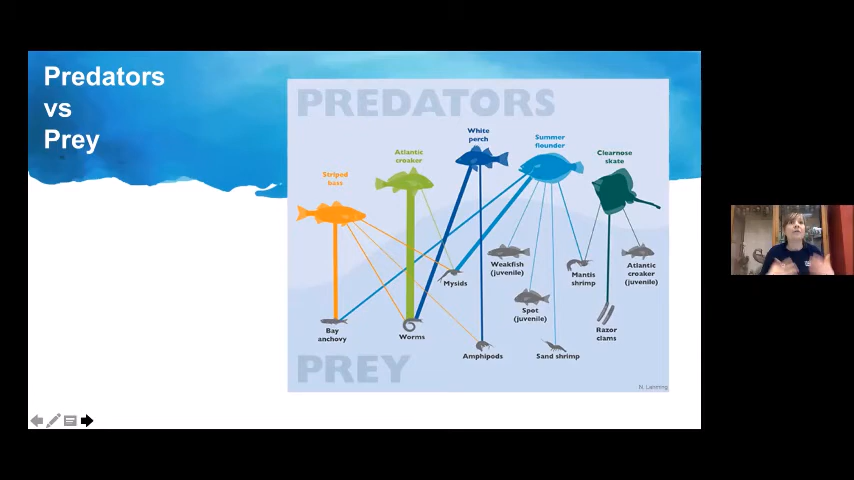 Predators
vs
Prey
PREDATORS
Striped
bass
Atlantic
croaker
White
perch
Summer
flounder
Clearnose
skate
Mysids
Weakfish
(juvenile)
Mantis
shrimp
Atlantic
croaker
(juvenile)
Spot
(juvenile)
Bay
anchovy
Worms
Razor
clams
Amphipods
Sand shrimp
PREY